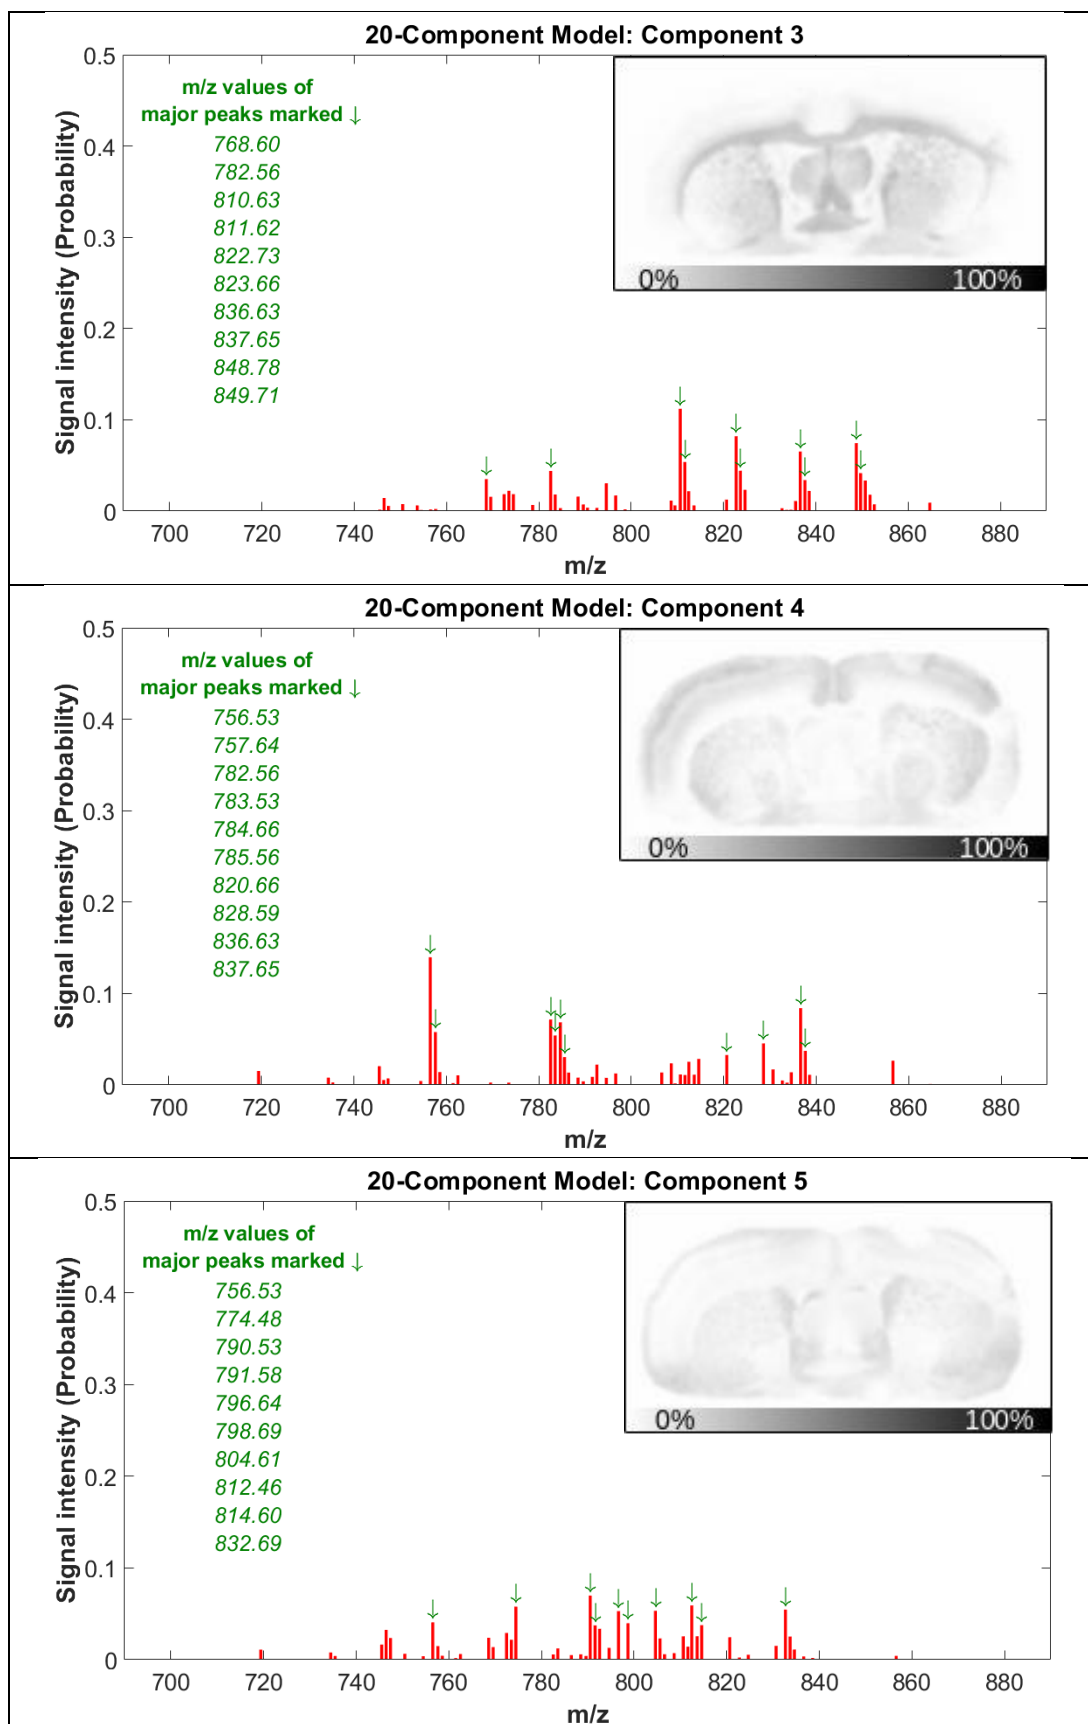 20-Component Model: Component 3
0.5
0.4
0.3
0.2
0.1
0
Signal intensity (Probability)
m/z values of
major peaks marked ↓
768.60
782.56
810.63
811.62
822.73
823.66
836.63
837.65
848.78
849.71
0% 100%
700 720 740 760 780 800 820 840 860 880
m/z
20-Component Model: Component 4
0.5
0.4
0.3
0.2
0.1
0
Signal intensity (Probability)
m/z values of
major peaks marked ↓
756.53
757.64
782.56
783.53
784.66
785.56
820.66
828.59
836.63
837.65
0% 100%
700 720 740 760 780 800 820 840 860 880
m/z
20-Component Model: Component 5
0.5
0.4
0.3
0.2
0.1
0
Signal intensity (Probability)
m/z values of
major peaks marked ↓
756.53
774.48
790.53
791.58
796.64
798.69
804.61
812.46
814.60
832.69
0% 100%
700 720 740 760 780 800 820 840 860 880
m/z